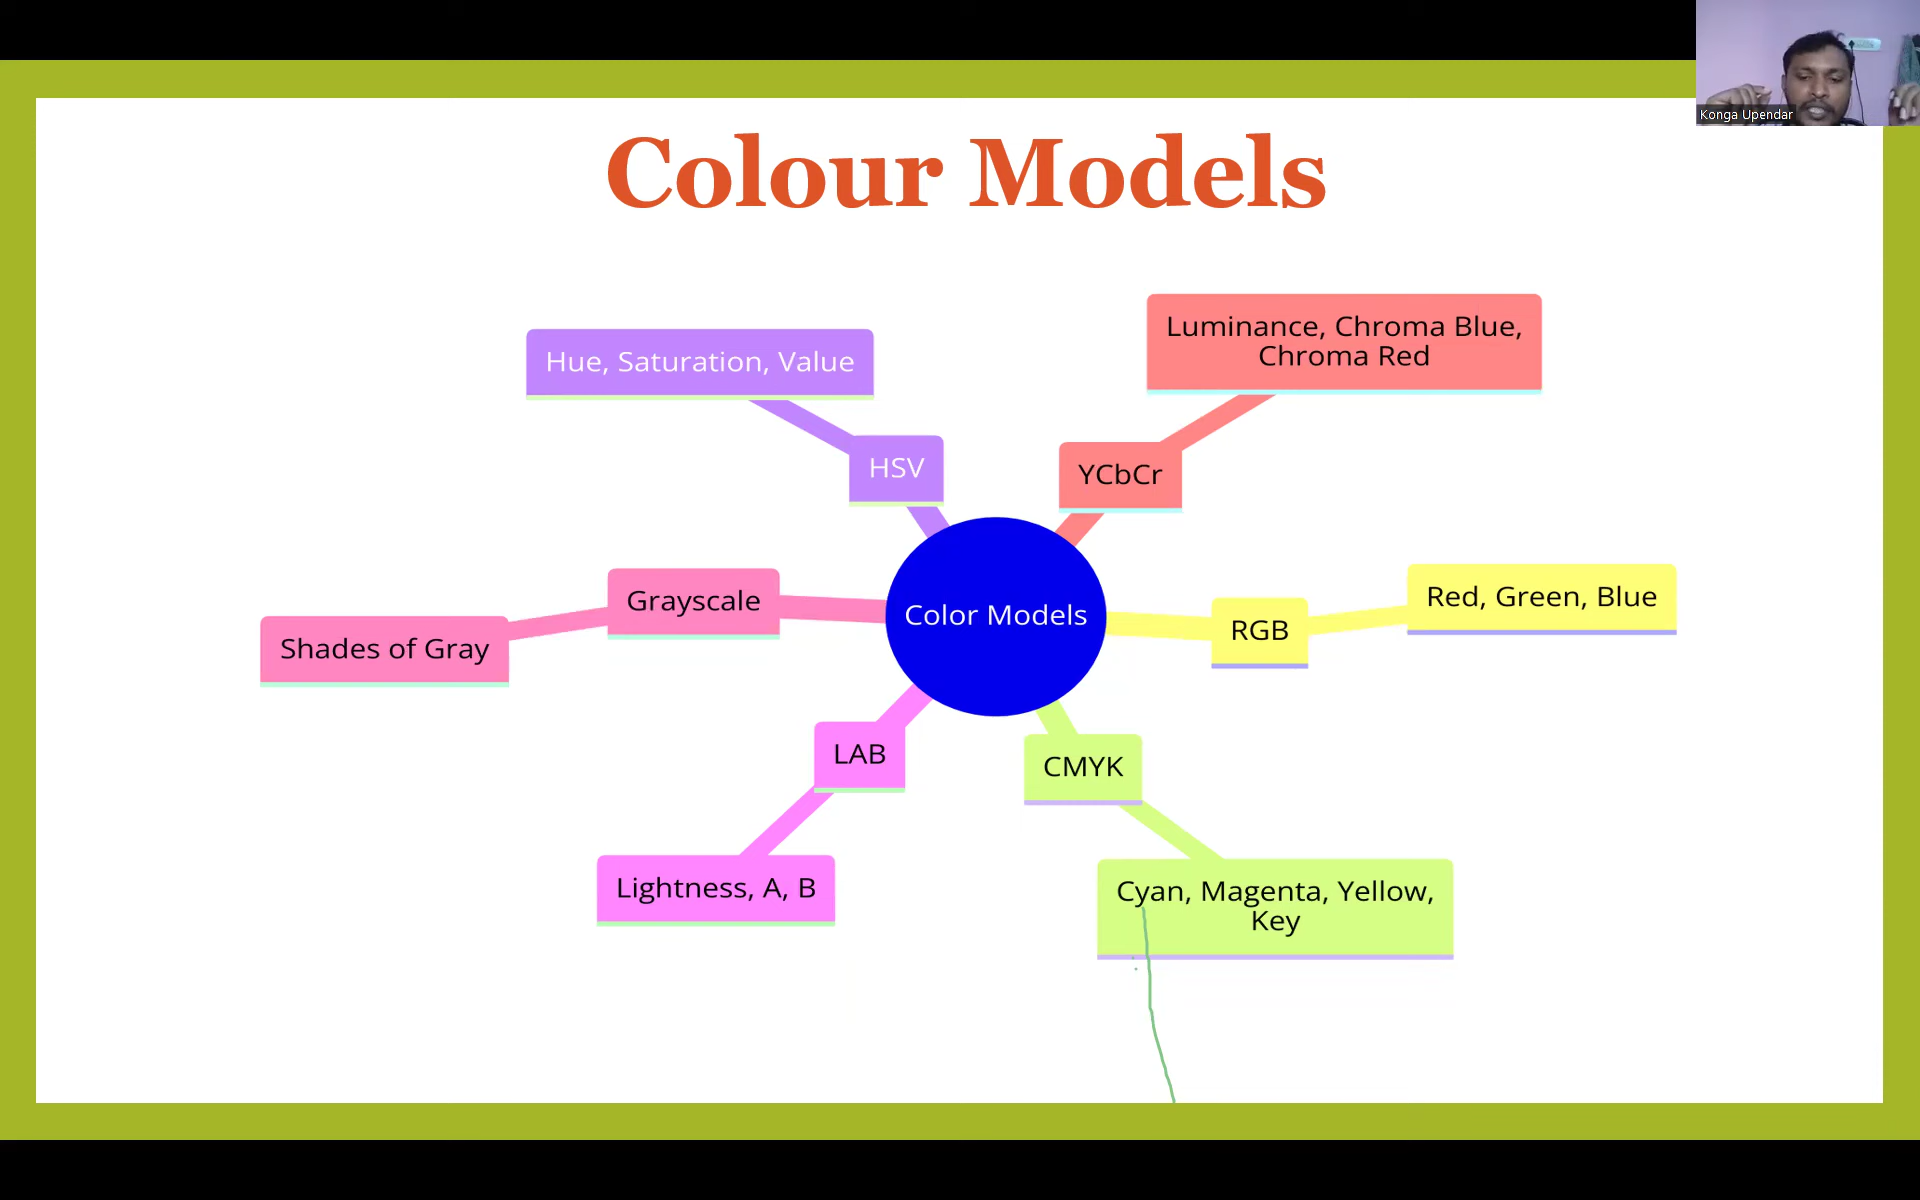 Konga Upendar
Colour Models
Luminance, Chroma Blue,
Chroma Red
Hue, Saturation, Value
HSV
YCbCr
Red, Green, Blue
Grayscale
Color Models
RGB
Shades of Gray
LAB
CMYK
Lightness, A, B
Cyan, Magenta, Yellow,
Key